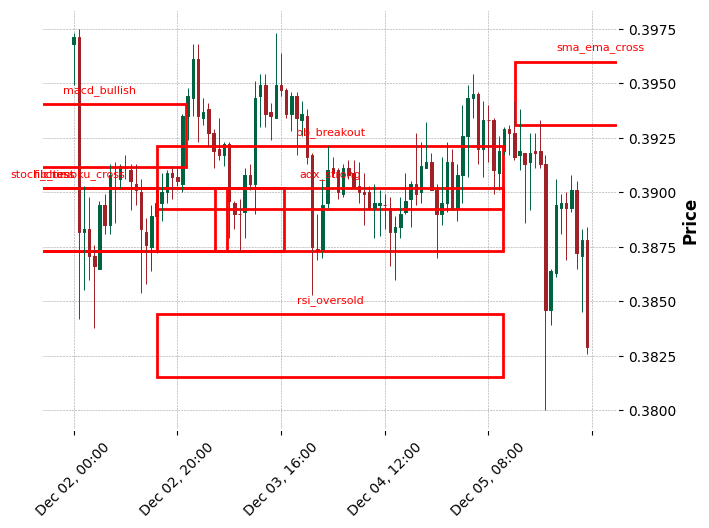 0.3975
sma_ema_cross
0.3950
macd_bullish
0.3925
bb_breakout
adx_strong
0.3900
0.3875
rsi_oversold
0.3850
0.3825
0.3800
Price
Dec 02, 00:00
Dec 02, 20:00
Dec 03, 16:00
Dec 04, 12:00
Dec 05, 08:00